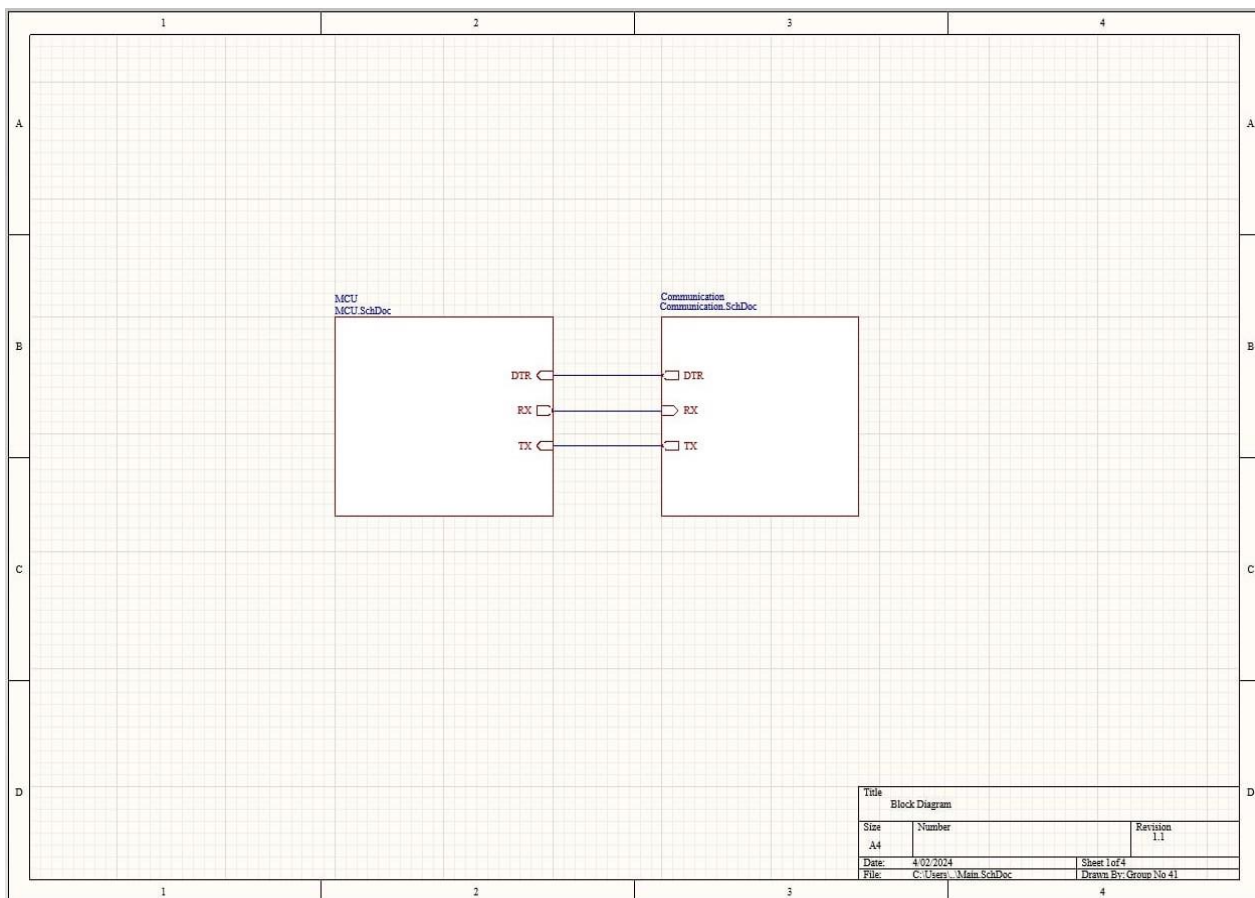 1 2 3 4
A A
MCU
MCU.SchDoc
Communication
Communication.SchDoc
B B
DTR DTR
RX RX
TX TX
C C
D D
Title
Block Diagram
Size Number Revision
1.1
A4
Date: 4/02/2024 Sheet 1of 4
File: C:\Users\..\Main.SchDoc Drawn By: Group No 41
1 2 3 4